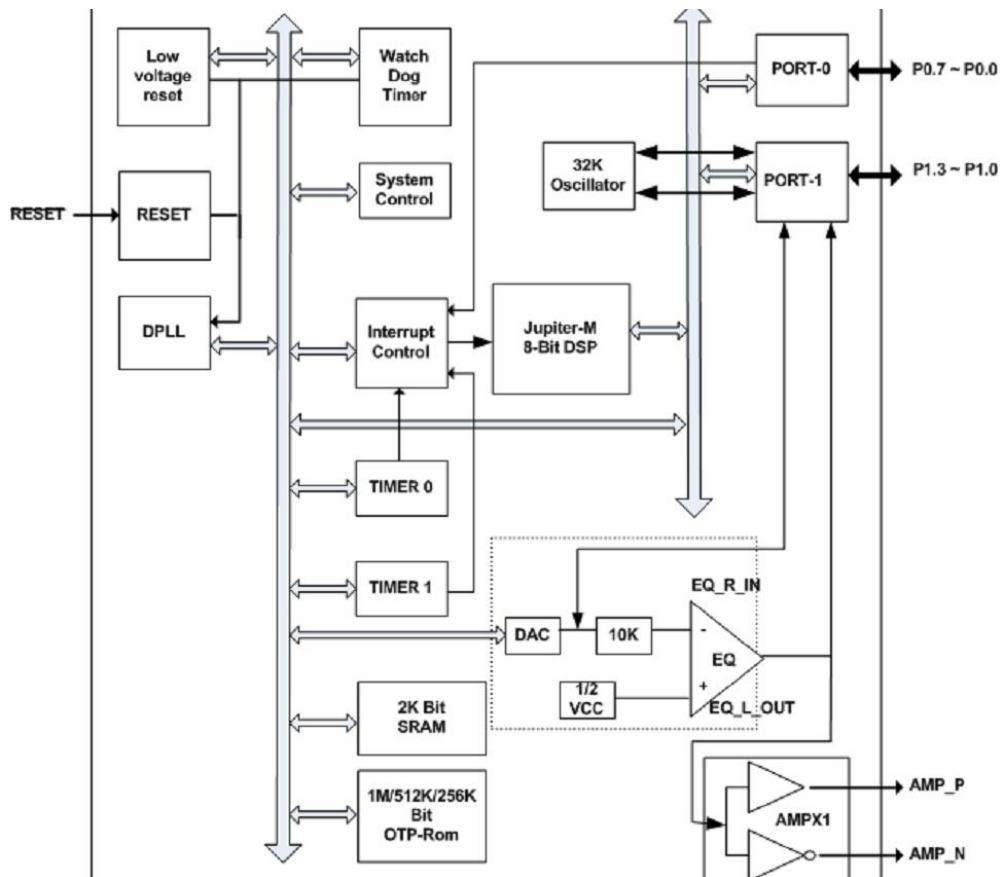 Low
voltage
reset
Watch
Dog
Timer
PORT-0
P0.7 ~ P0.0
System
Control
32K
Oscillator
PORT-1
P1.3 ~ P1.0
RESET
RESET
DPLL
Interrupt
Control
Jupiter-M
8-Bit DSP
TIMER 0
TIMER 1
EQ_R_IN
DAC
10K
-
EQ
+
1/2
VCC
EQ_L_OUT
2K Bit
SRAM
1M/512K/256K
Bit
OTP-Rom
AMPX1
AMP_P
AMP_N